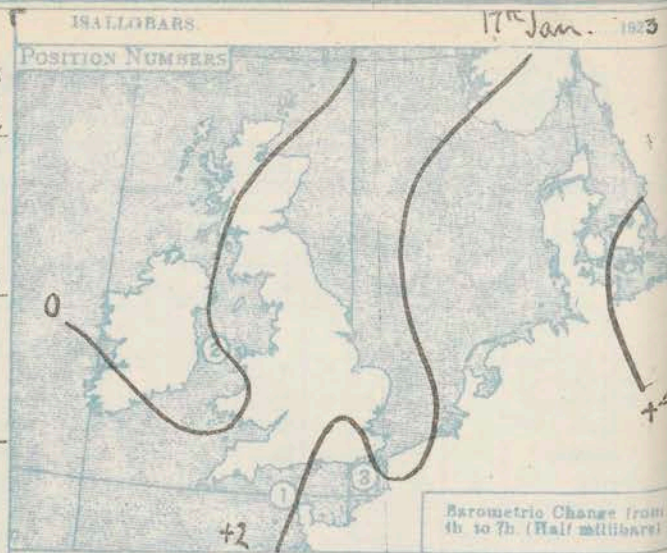 ISALLOBARS. 17th Jan. 1923
POSITION NUMBERS
0
2
3
1
+2
Barometric Change from
4h. to 7h. (Half millibars)